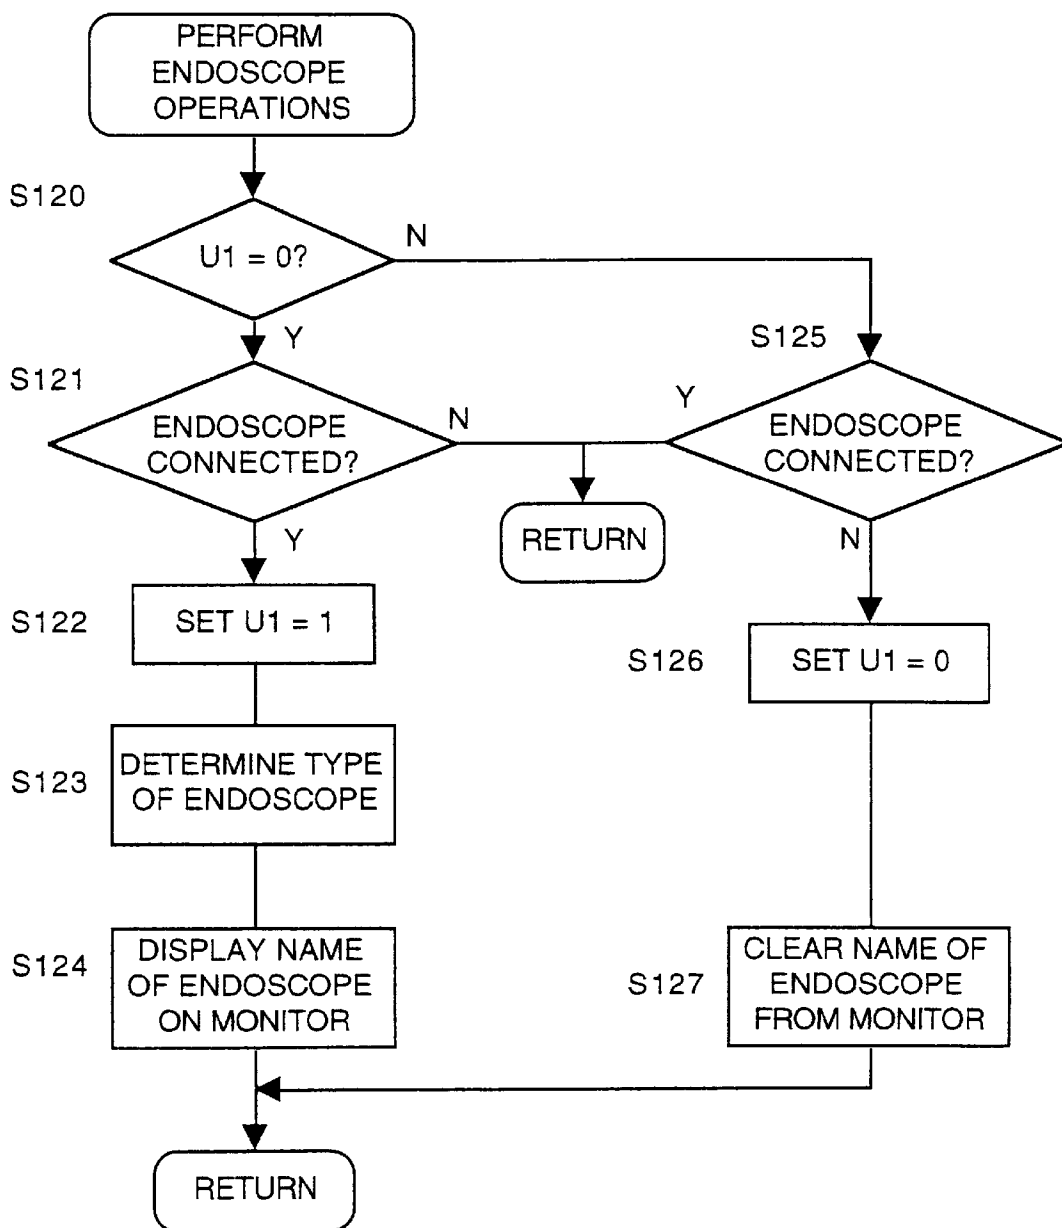 PERFORM
ENDOSCOPE
OPERATIONS
S120
U1 = 0?
N
Y
S125
S121
ENDOSCOPE
CONNECTED?
N
Y
ENDOSCOPE
CONNECTED?
RETURN
Y
N
S122
SET U1 = 1
S126
SET U1 = 0
S123
DETERMINE TYPE
OF ENDOSCOPE
S124
DISPLAY NAME
OF ENDOSCOPE
ON MONITOR
S127
CLEAR NAME OF
ENDOSCOPE
FROM MONITOR
RETURN